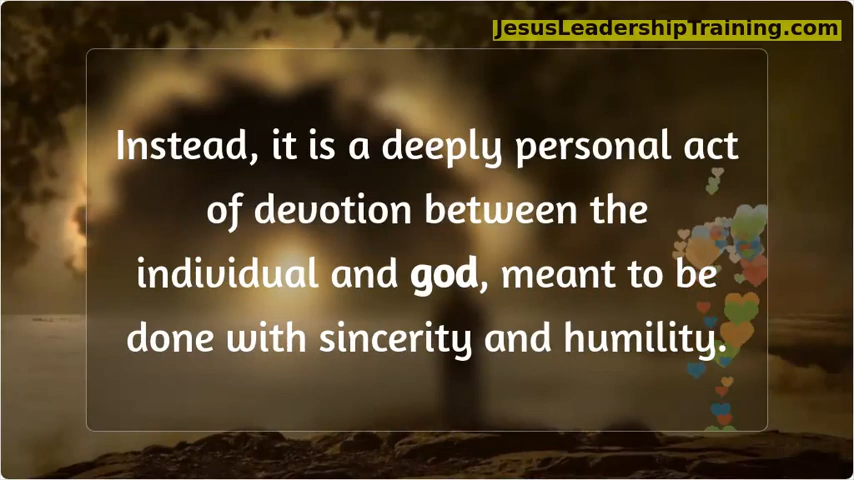 JesusLeadershipTraining.com
Instead, it is a deeply personal act
of devotion between the
individual and god, meant to be
done with sincerity and humility.